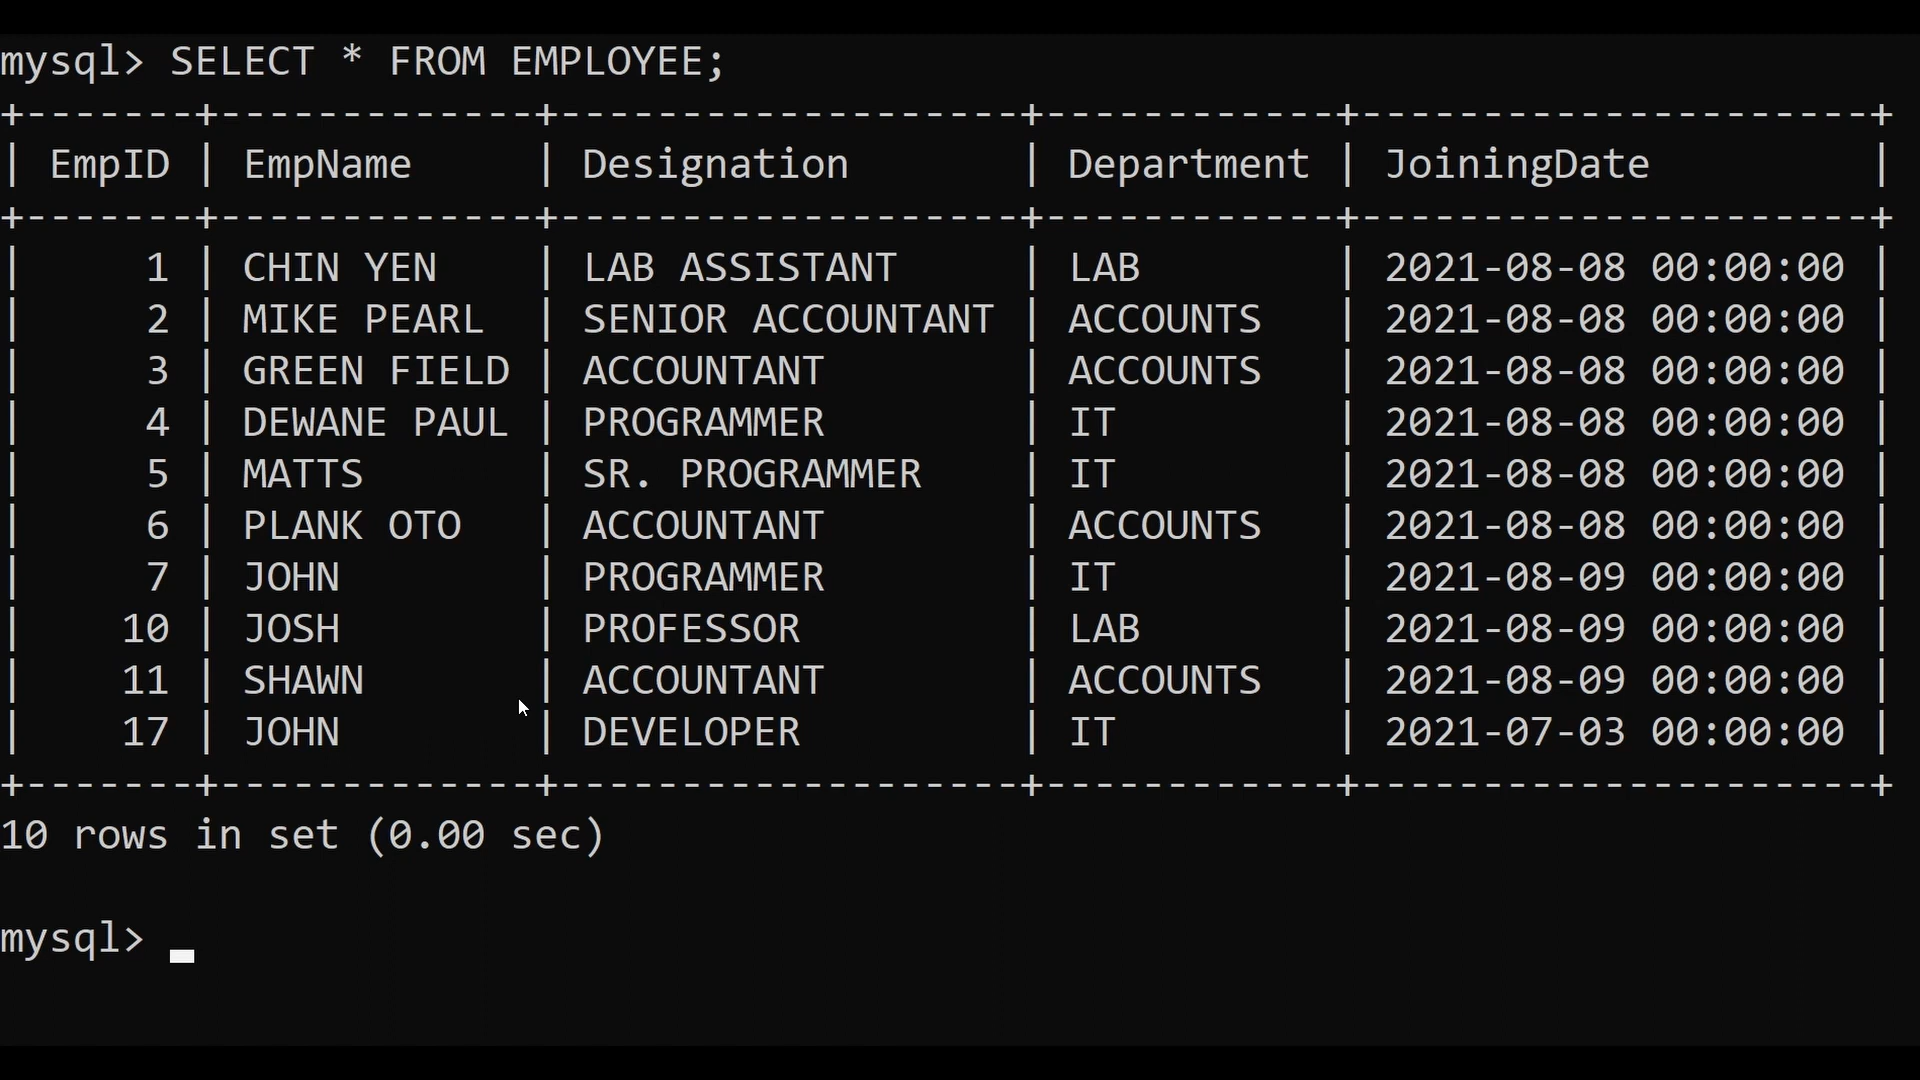 mysql> SELECT * FROM EMPLOYEE;
+-------+-------------+-------------------+------------+---------------------+
| EmpID | EmpName     | Designation       | Department | JoiningDate         |
+-------+-------------+-------------------+------------+---------------------+
|     1 | CHIN YEN    | LAB ASSISTANT     | LAB        | 2021-08-08 00:00:00 |
|     2 | MIKE PEARL  | SENIOR ACCOUNTANT | ACCOUNTS   | 2021-08-08 00:00:00 |
|     3 | GREEN FIELD | ACCOUNTANT        | ACCOUNTS   | 2021-08-08 00:00:00 |
|     4 | DEWANE PAUL | PROGRAMMER        | IT         | 2021-08-08 00:00:00 |
|     5 | MATTS       | SR. PROGRAMMER    | IT         | 2021-08-08 00:00:00 |
|     6 | PLANK OTO   | ACCOUNTANT        | ACCOUNTS   | 2021-08-08 00:00:00 |
|     7 | JOHN        | PROGRAMMER        | IT         | 2021-08-09 00:00:00 |
|    10 | JOSH        | PROFESSOR         | LAB        | 2021-08-09 00:00:00 |
|    11 | SHAWN       | ACCOUNTANT        | ACCOUNTS   | 2021-08-09 00:00:00 |
|    17 | JOHN        | DEVELOPER         | IT         | 2021-07-03 00:00:00 |
+-------+-------------+-------------------+------------+---------------------+
10 rows in set (0.00 sec)
mysql>